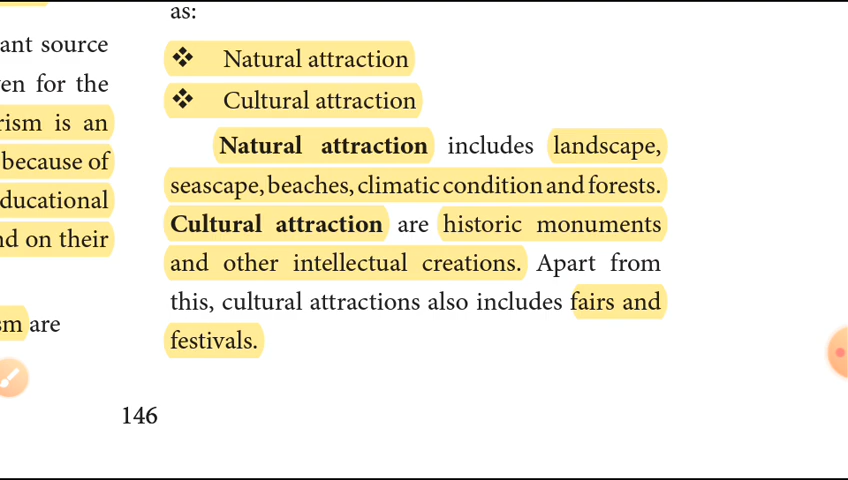 ant source
en for the
rism is an
because of
ducational
nd on their
sm are
as:
❖ Natural attraction
❖ Cultural attraction
Natural attraction includes landscape,
seascape, beaches, climatic condition and forests.
Cultural attraction are historic monuments
and other intellectual creations. Apart from
this, cultural attractions also includes fairs and
festivals.
146